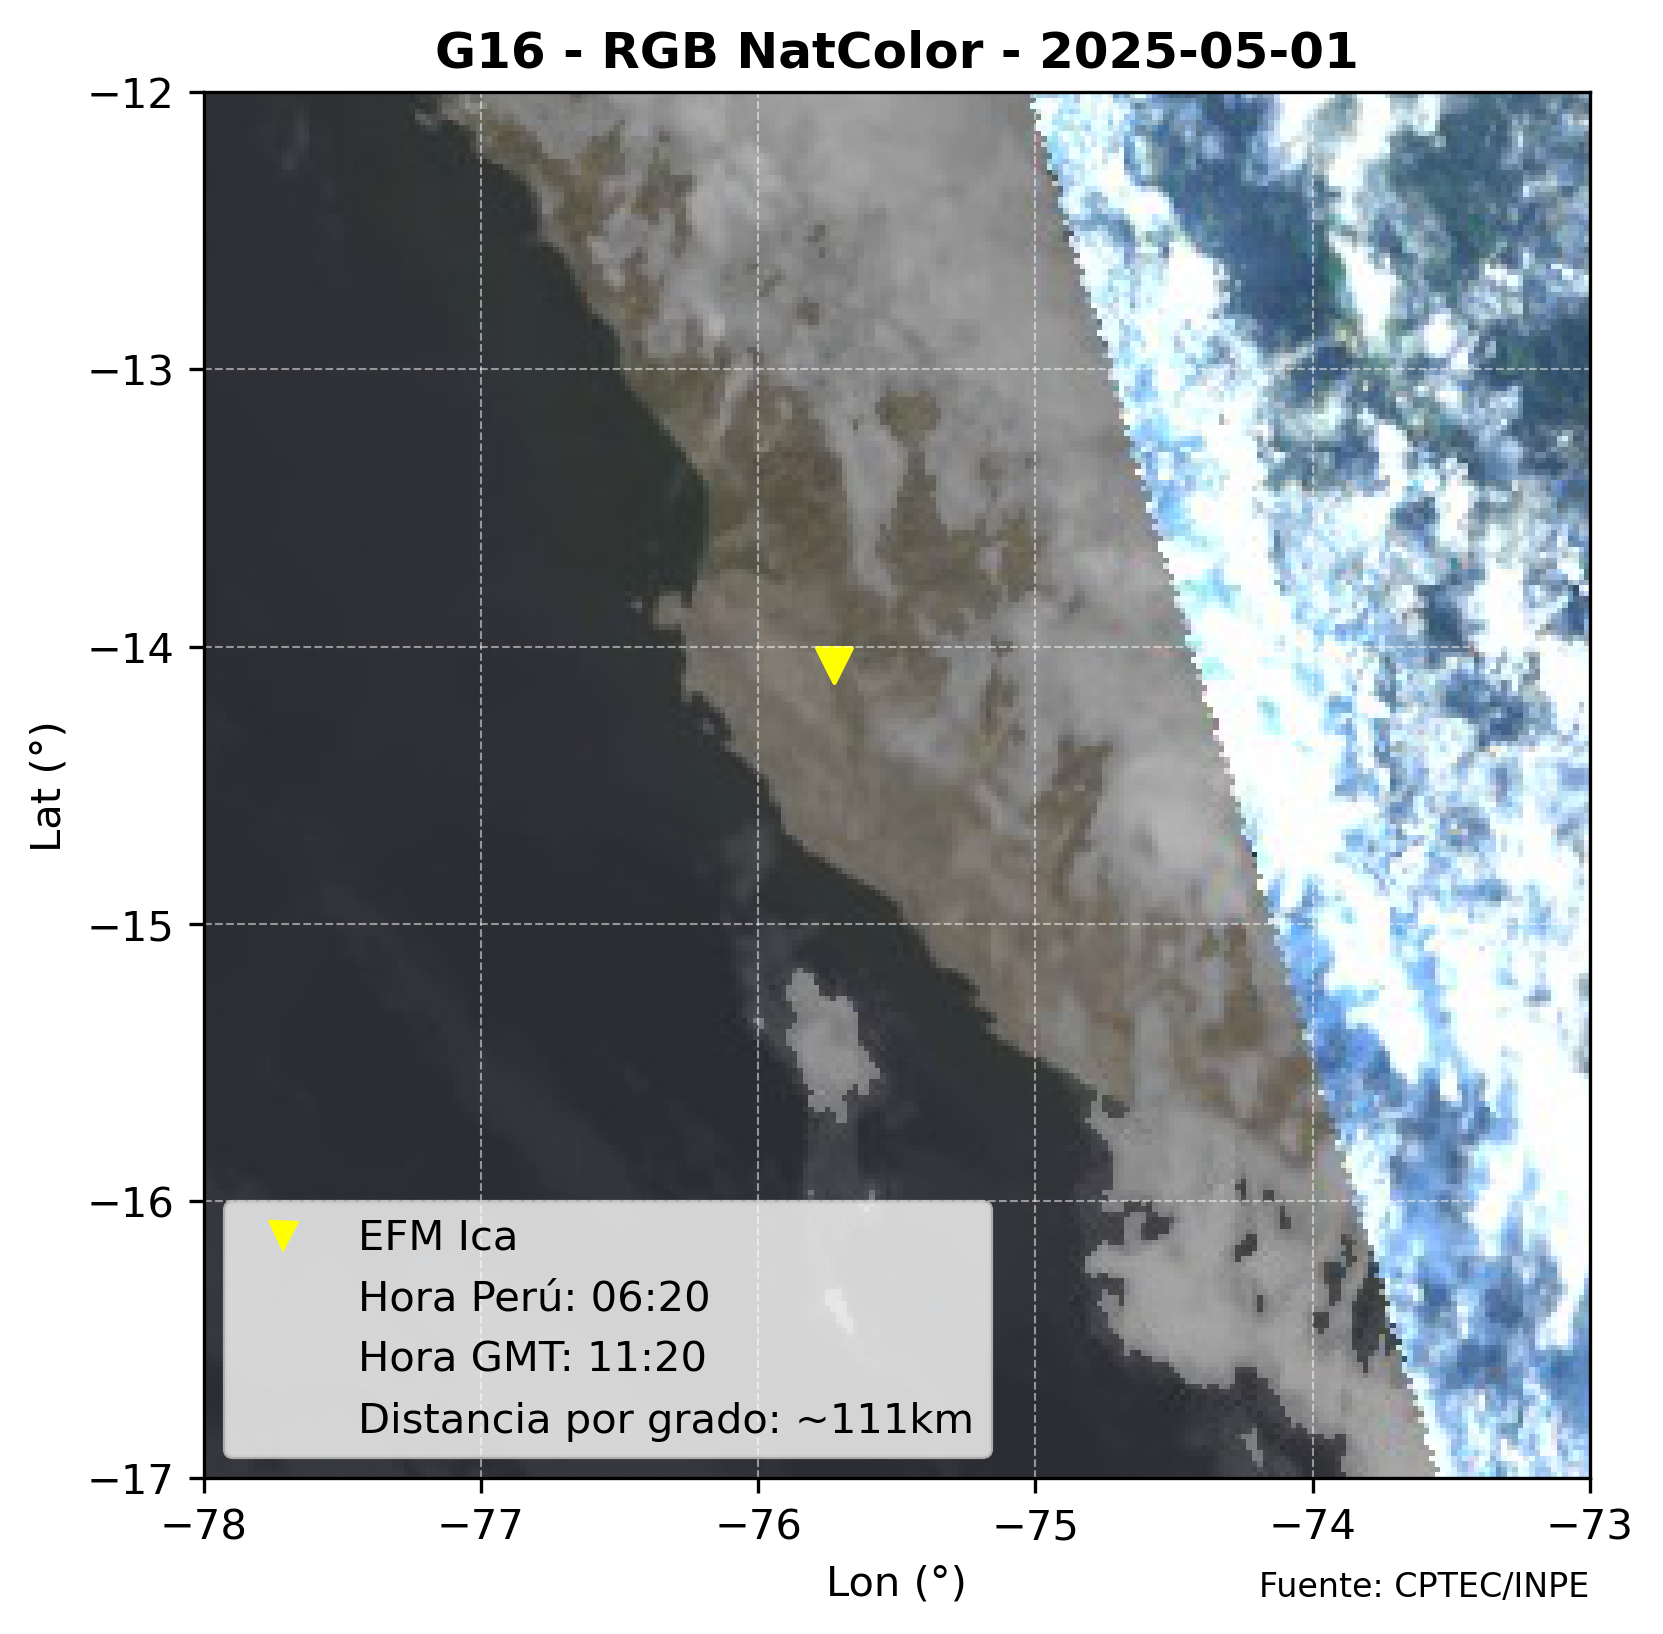 G16 - RGB NatColor - 2025-05-01
−12
−13
−14
−15
−16
−17
Lat (°)
EFM Ica
Hora Perú: 06:20
Hora GMT: 11:20
Distancia por grado: ~111km
−78
−77
−76
−75
−74
−73
Lon (°)
Fuente: CPTEC/INPE